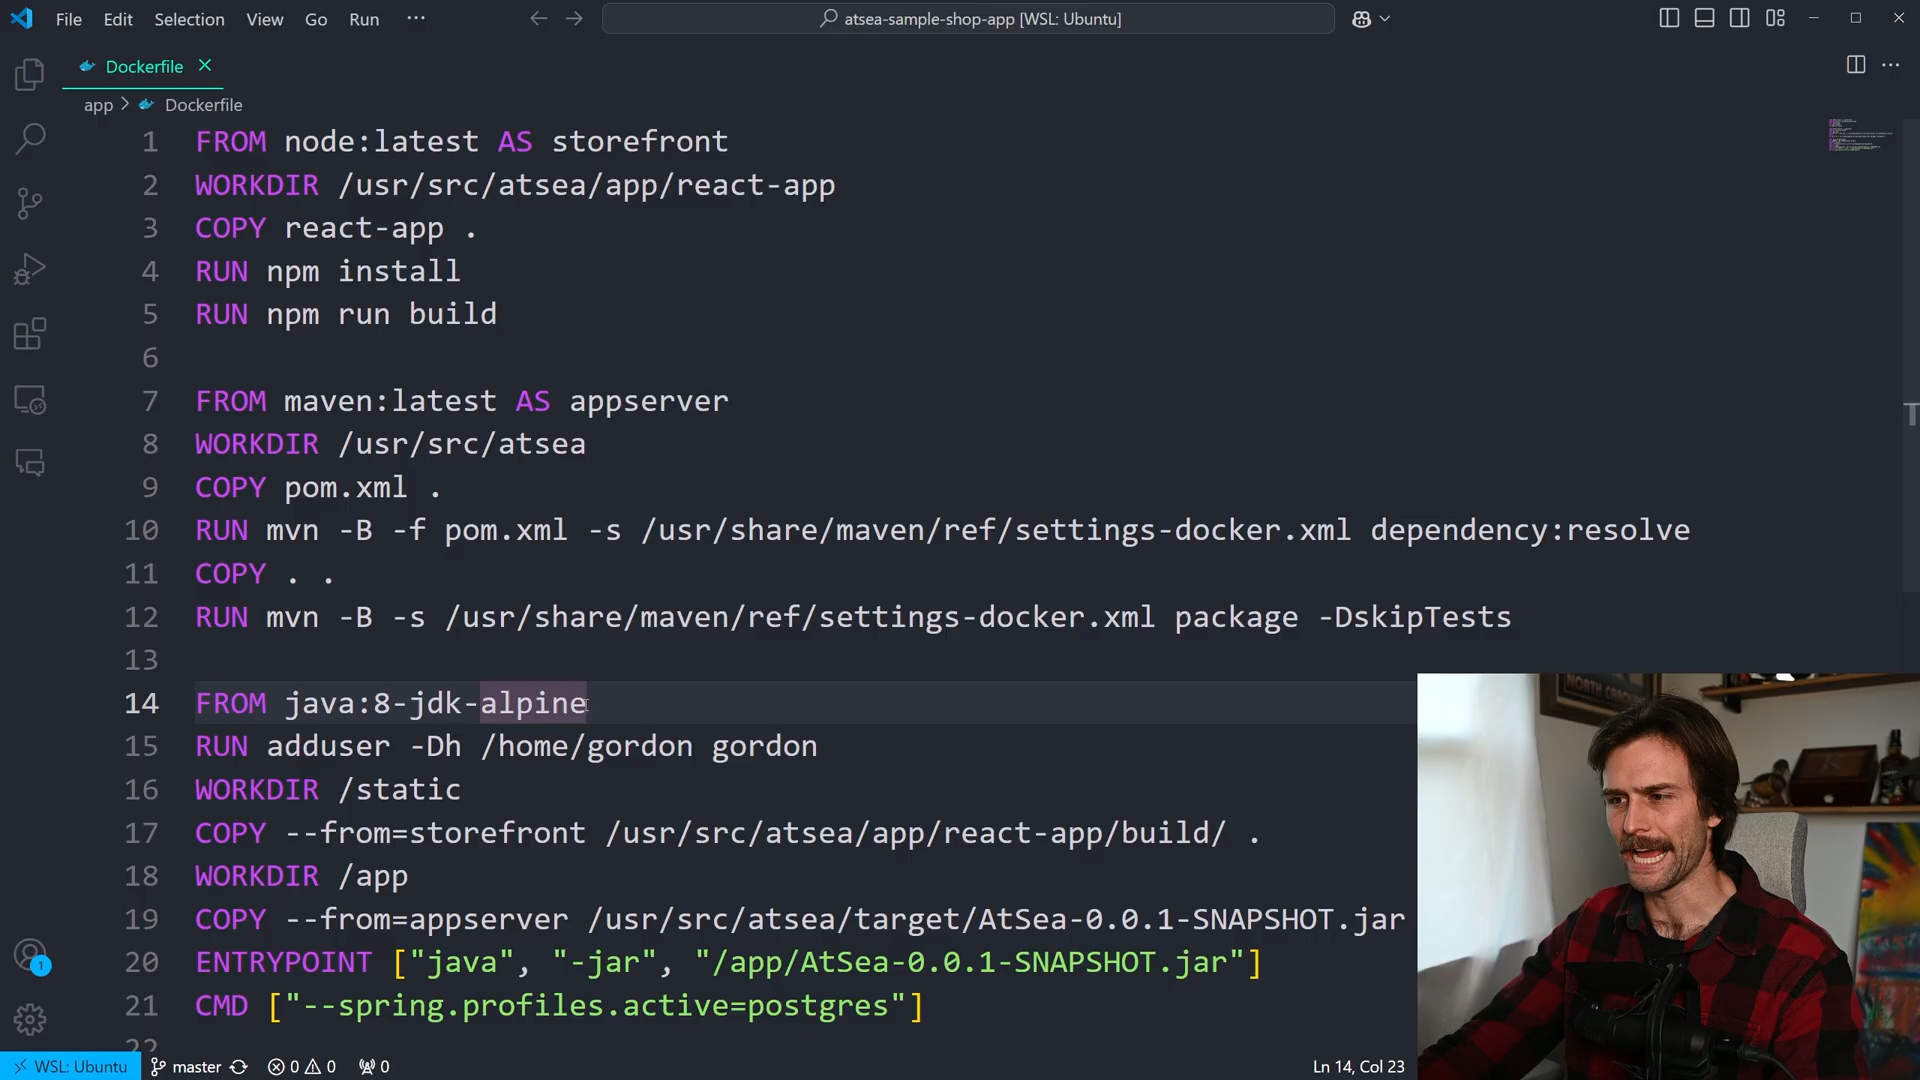 File Edit Selection View Go Run ···
atsea-sample-shop-app [WSL: Ubuntu]
Dockerfile
app > Dockerfile
1 FROM node:latest AS storefront
2 WORKDIR /usr/src/atsea/app/react-app
3 COPY react-app .
4 RUN npm install
5 RUN npm run build
6
7 FROM maven:latest AS appserver
8 WORKDIR /usr/src/atsea
9 COPY pom.xml .
10 RUN mvn -B -f pom.xml -s /usr/share/maven/ref/settings-docker.xml dependency:resolve
11 COPY . .
12 RUN mvn -B -s /usr/share/maven/ref/settings-docker.xml package -DskipTests
13
14 FROM java:8-jdk-alpine
15 RUN adduser -Dh /home/gordon gordon
16 WORKDIR /static
17 COPY --from=storefront /usr/src/atsea/app/react-app/build/ .
18 WORKDIR /app
19 COPY --from=appserver /usr/src/atsea/target/AtSea-0.0.1-SNAPSHOT.jar
20 ENTRYPOINT ["java", "-jar", "/app/AtSea-0.0.1-SNAPSHOT.jar"]
21 CMD ["--spring.profiles.active=postgres"]
22
NORTH
1
WSL: Ubuntu master 0 0 0
Ln 14, Col 23